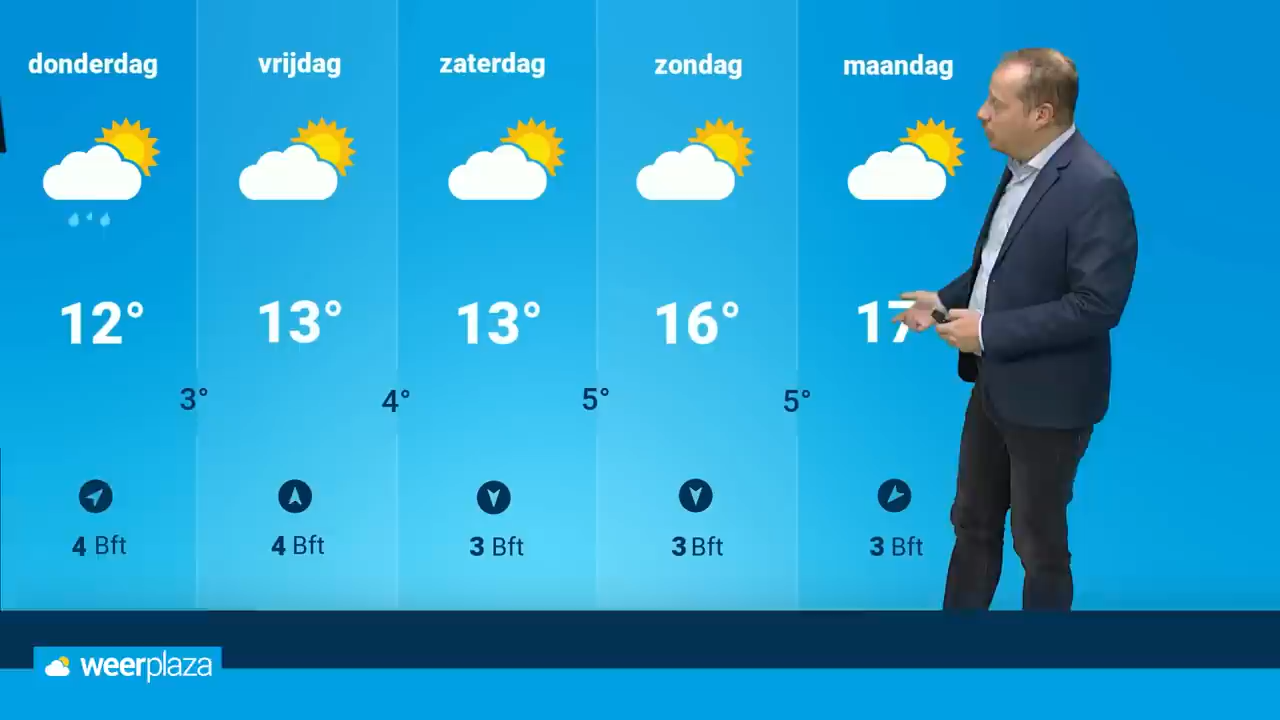 donderdag vrijdag zaterdag zondag maandag
12° 13° 13° 16° 17
3° 4° 5° 5°
4 Bft 4 Bft 3 Bft 3 Bft 3 Bft
weerplaza